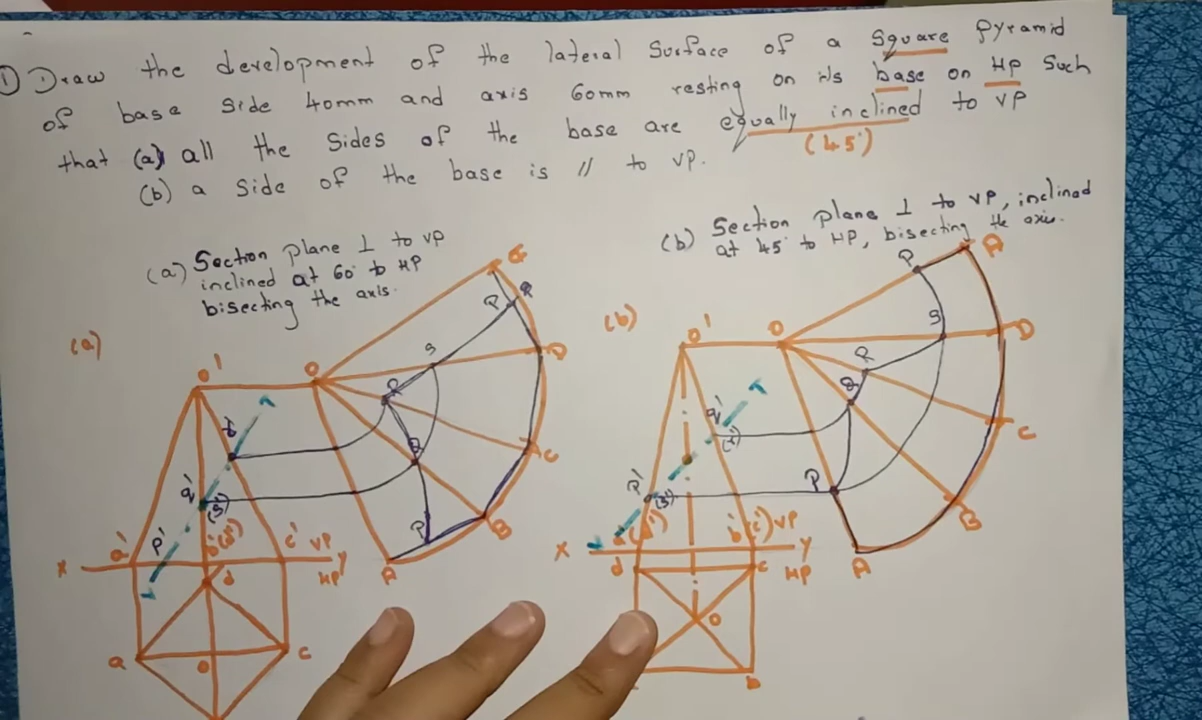 ① Draw the development of the lateral Surface of a Square Pyramid
of base side 40mm and axis 60mm resting on its base on HP Such
that (a) all the sides of the base are equally inclined to VP
(45°)
(b) a side of the base is // to VP.
(a) Section plane ⊥ to VP
inclined at 60° to HP
bisecting the axis.
(b) Section plane ⊥ to VP, inclined
at 45° to HP, bisecting the axis.
(a)
O' O
P R
S D
R
Q C
B
P
A
q'
(s')
p'
a' b'(d') c' VP
X Y
HP
d
a o c
(b)
O' O
P A
S D
R
Q C
B
P
A
q'
(r')
p' (s')
a'(d') b'(c') VP
X Y
HP
d c
o
b